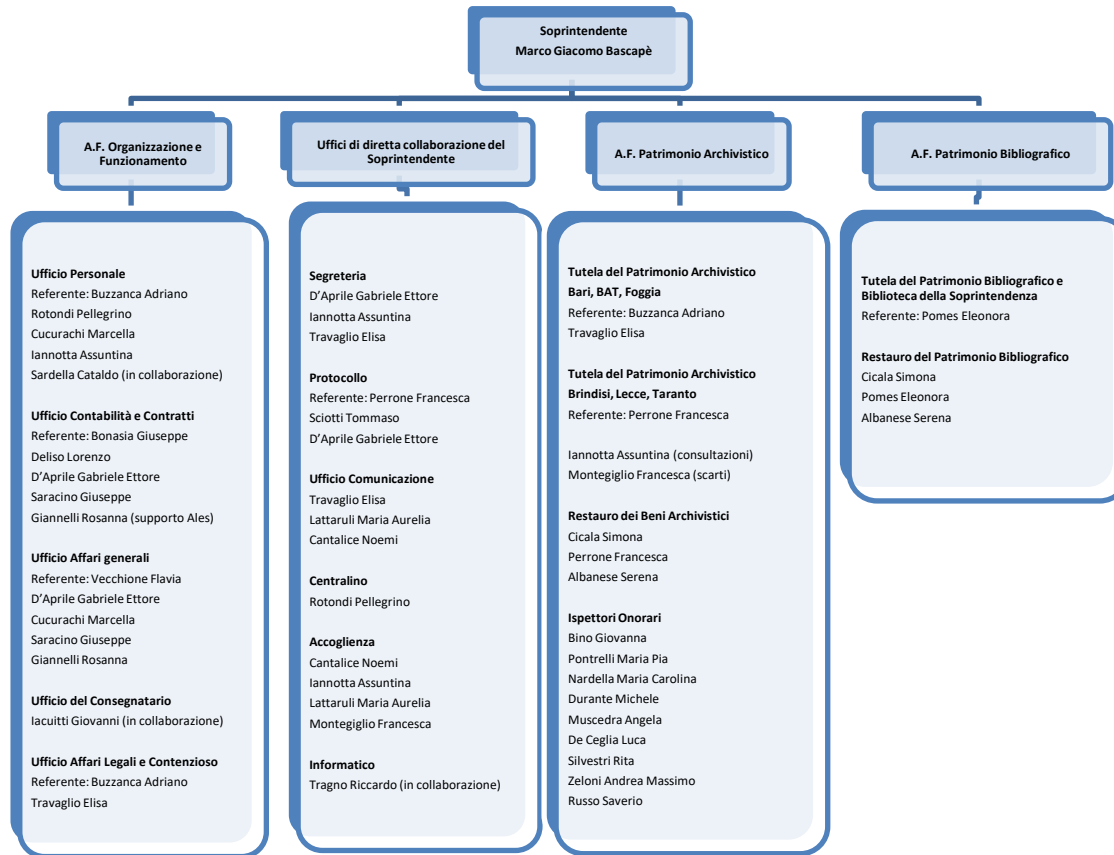 Soprintendente
Marco Giacomo Bascapè
A.F. Organizzazione e
Funzionamento
Uffici di diretta collaborazione del
Soprintendente
A.F. Patrimonio Archivistico
A.F. Patrimonio Bibliografico
Ufficio Personale
Referente: Buzzanca Adriano
Rotondi Pellegrino
Cucurachi Marcella
Iannotta Assuntina
Sardella Cataldo (in collaborazione)
Ufficio Contabilità e Contratti
Referente: Bonasia Giuseppe
Deliso Lorenzo
D'Aprile Gabriele Ettore
Saracino Giuseppe
Giannelli Rosanna (supporto Ales)
Ufficio Affari generali
Referente: Vecchione Flavia
D'Aprile Gabriele Ettore
Cucurachi Marcella
Saracino Giuseppe
Giannelli Rosanna
Ufficio del Consegnatario
Iacuitti Giovanni (in collaborazione)
Ufficio Affari Legali e Contenzioso
Referente: Buzzanca Adriano
Travaglio Elisa
Segreteria
D'Aprile Gabriele Ettore
Iannotta Assuntina
Travaglio Elisa
Protocollo
Referente: Perrone Francesca
Sciotti Tommaso
D'Aprile Gabriele Ettore
Ufficio Comunicazione
Travaglio Elisa
Lattaruli Maria Aurelia
Cantalice Noemi
Centralino
Rotondi Pellegrino
Accoglienza
Cantalice Noemi
Iannotta Assuntina
Lattaruli Maria Aurelia
Montegiglio Francesca
Informatico
Tragno Riccardo (in collaborazione)
Tutela del Patrimonio Archivistico
Bari, BAT, Foggia
Referente: Buzzanca Adriano
Travaglio Elisa
Tutela del Patrimonio Archivistico
Brindisi, Lecce, Taranto
Referente: Perrone Francesca
Iannotta Assuntina (consultazioni)
Montegiglio Francesca (scarti)
Restauro dei Beni Archivistici
Cicala Simona
Perrone Francesca
Albanese Serena
Ispettori Onorari
Bino Giovanna
Pontrelli Maria Pia
Nardella Maria Carolina
Durante Michele
Muscedra Angela
De Ceglia Luca
Silvestri Rita
Zeloni Andrea Massimo
Russo Saverio
Tutela del Patrimonio Bibliografico e
Biblioteca della Soprintendenza
Referente: Pomes Eleonora
Restauro del Patrimonio Bibliografico
Cicala Simona
Pomes Eleonora
Albanese Serena